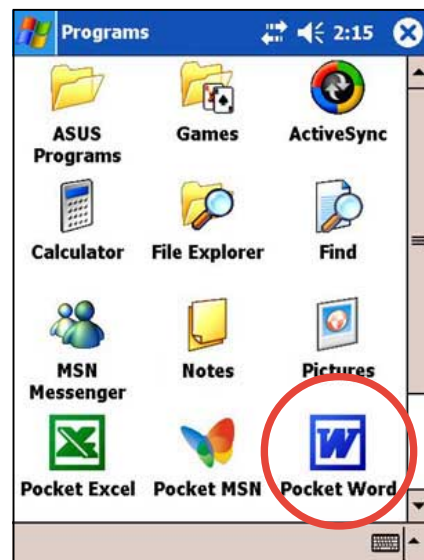 Programs 2:15
ASUS Programs Games ActiveSync
Calculator File Explorer Find
MSN Messenger Notes Pictures
Pocket Excel Pocket MSN Pocket Word